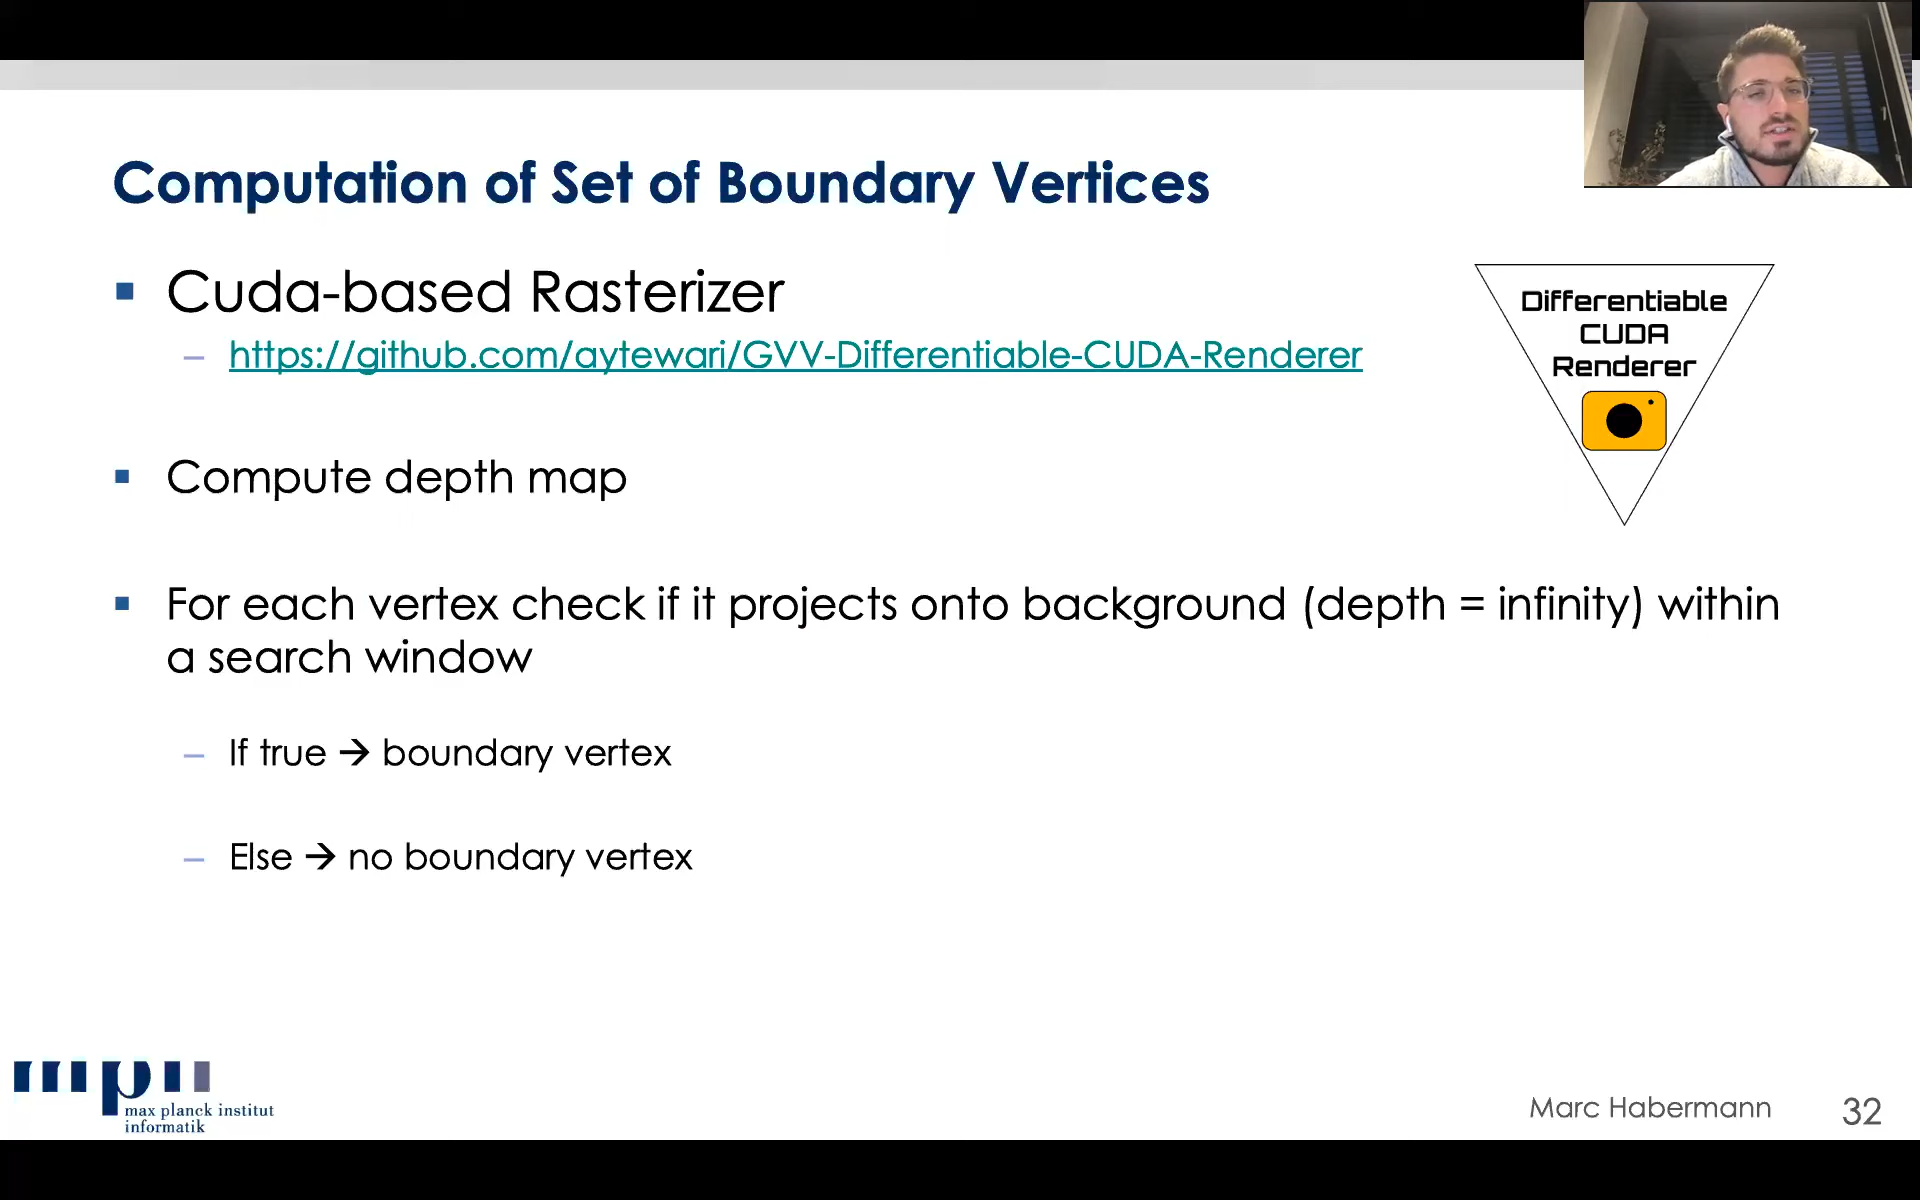 Computation of Set of Boundary Vertices
▪ Cuda-based Rasterizer
– https://github.com/aytewari/GVV-Differentiable-CUDA-Renderer
Differentiable
CUDA
Renderer
▪ Compute depth map
▪ For each vertex check if it projects onto background (depth = infinity) within
a search window
– If true → boundary vertex
– Else → no boundary vertex
mpii
max planck institut
informatik
Marc Habermann
32